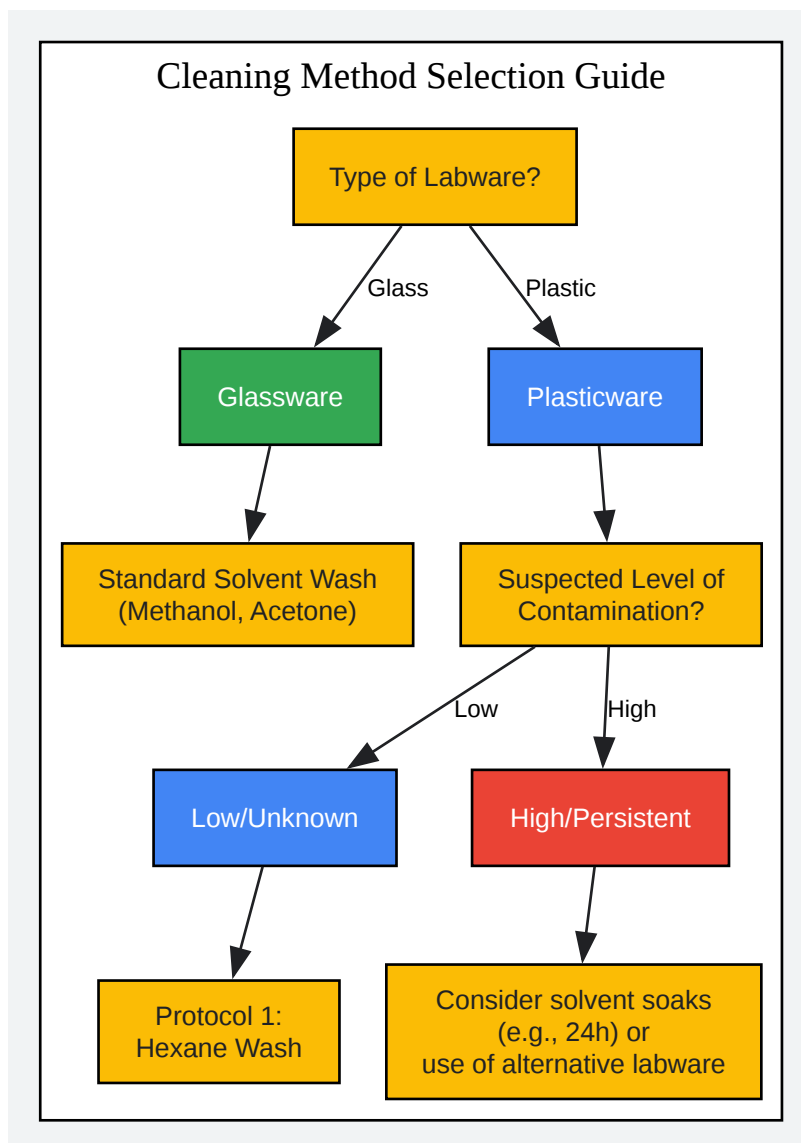 Cleaning Method Selection Guide
Type of Labware?
Glass
Plastic
Glassware
Plasticware
Standard Solvent Wash
(Methanol, Acetone)
Suspected Level of
Contamination?
Low
High
Low/Unknown
High/Persistent
Protocol 1:
Hexane Wash
Consider solvent soaks
(e.g., 24h) or
use of alternative labware